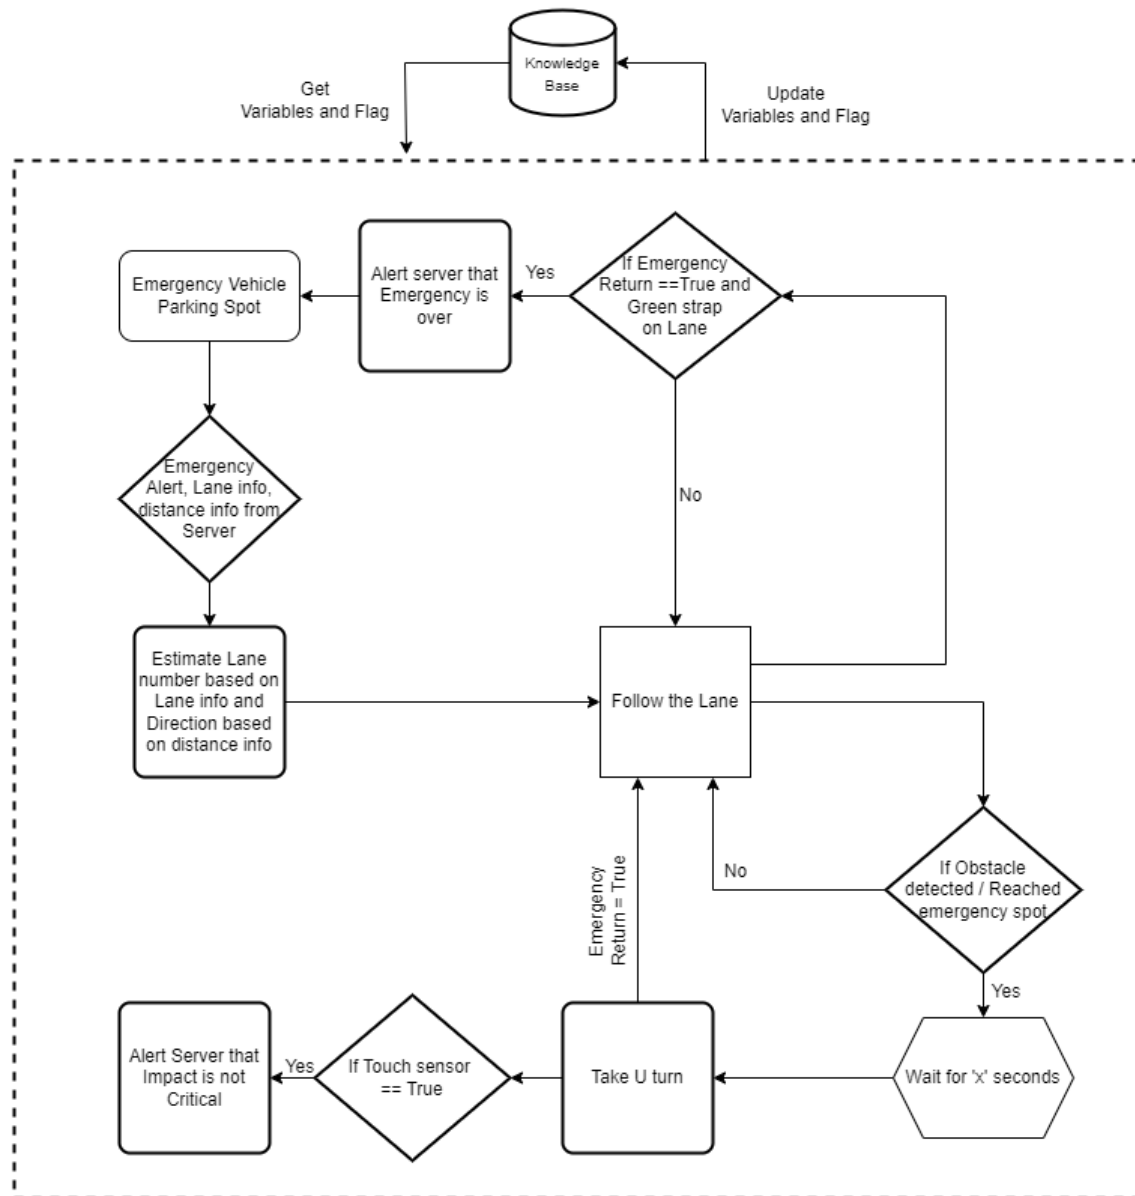 Knowledge
Base
Get
Variables and Flag
Update
Variables and Flag
If Emergency
Return ==True and
Green strap
on Lane
Yes
Alert server that
Emergency is
over
Emergency Vehicle
Parking Spot
Emergency
Alert, Lane info,
distance info from
Server
No
Estimate Lane
number based on
Lane info and
Direction based
on distance info
Follow the Lane
If Obstacle
detected / Reached
emergency spot
No
Emergency
Return = True
Yes
Alert Server that
Impact is not
Critical
Yes
If Touch sensor
== True
Take U turn
Wait for 'x' seconds